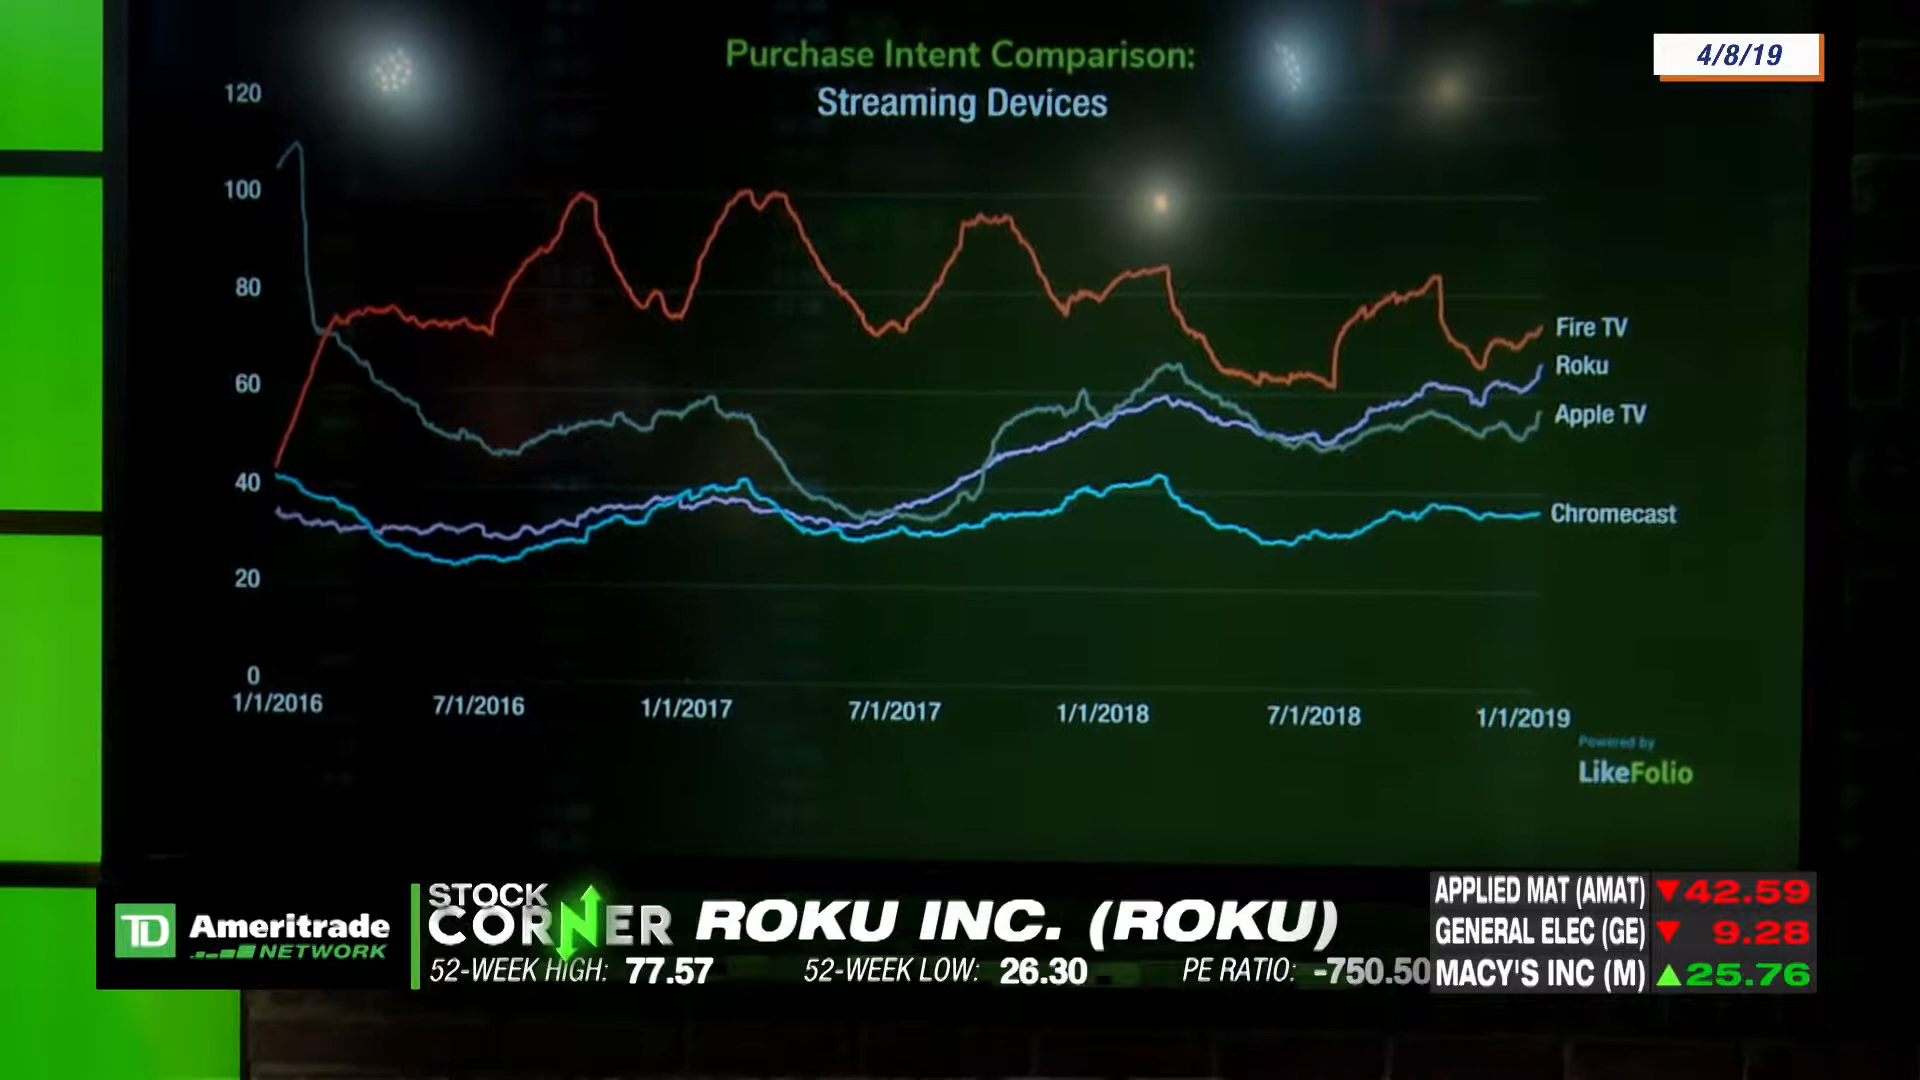 4/8/19
Purchase Intent Comparison:
Streaming Devices
120
100
80
60
40
20
0
Fire TV
Roku
Apple TV
Chromecast
1/1/2016 7/1/2016 1/1/2017 7/1/2017 1/1/2018 7/1/2018 1/1/2019
Powered by
LikeFolio
TD Ameritrade
NETWORK
STOCK
CORNER
ROKU INC. (ROKU)
52-WEEK HIGH: 77.57 52-WEEK LOW: 26.30 PE RATIO: -750.50
APPLIED MAT (AMAT) ▼42.59
GENERAL ELEC (GE) ▼ 9.28
MACY'S INC (M) ▲25.76